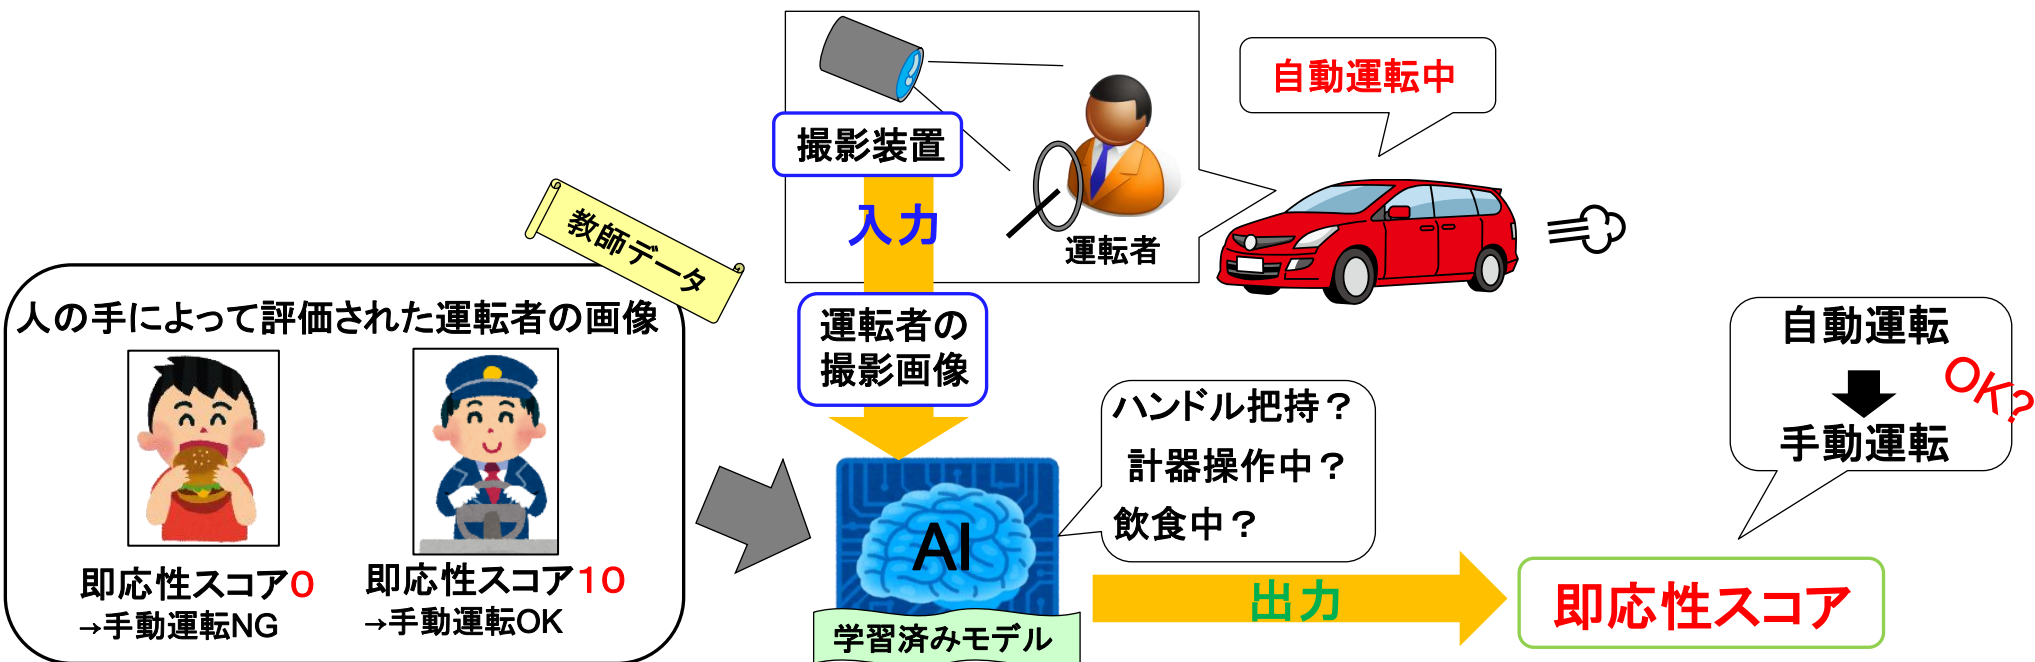 自動運転中
撮影装置
入力
運転者
教師データ
人の手によって評価された運転者の画像
運転者の
撮影画像
即応性スコア0
→手動運転NG
即応性スコア10
→手動運転OK
AI
学習済みモデル
ハンドル把持？
計器操作中？
飲食中？
出力
自動運転
OK?
手動運転
即応性スコア